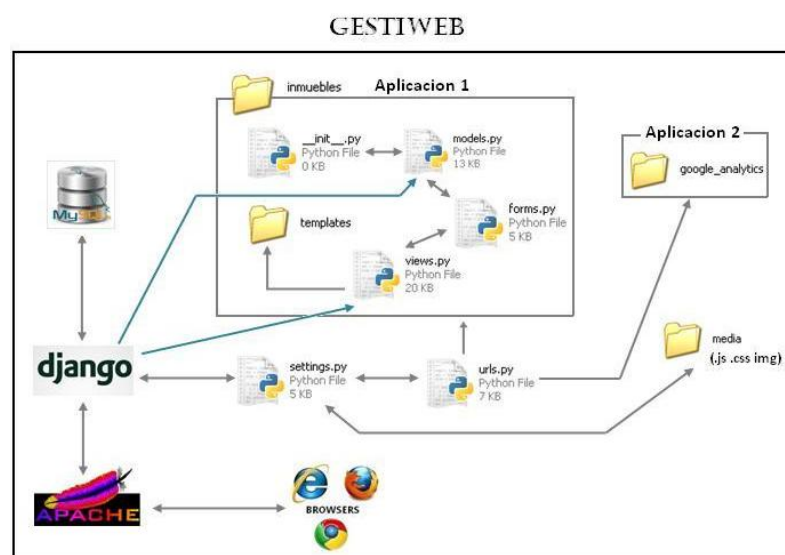 GESTIWEB
inmuebles
Aplicacion 1
__init__.py
Python File
0 KB
models.py
Python File
13 KB
Aplicacion 2
google_analytics
MySQL
templates
forms.py
Python File
5 KB
views.py
Python File
20 KB
media
(.js .css img)
django
settings.py
Python File
5 KB
urls.py
Python File
7 KB
APACHE
BROWSERS